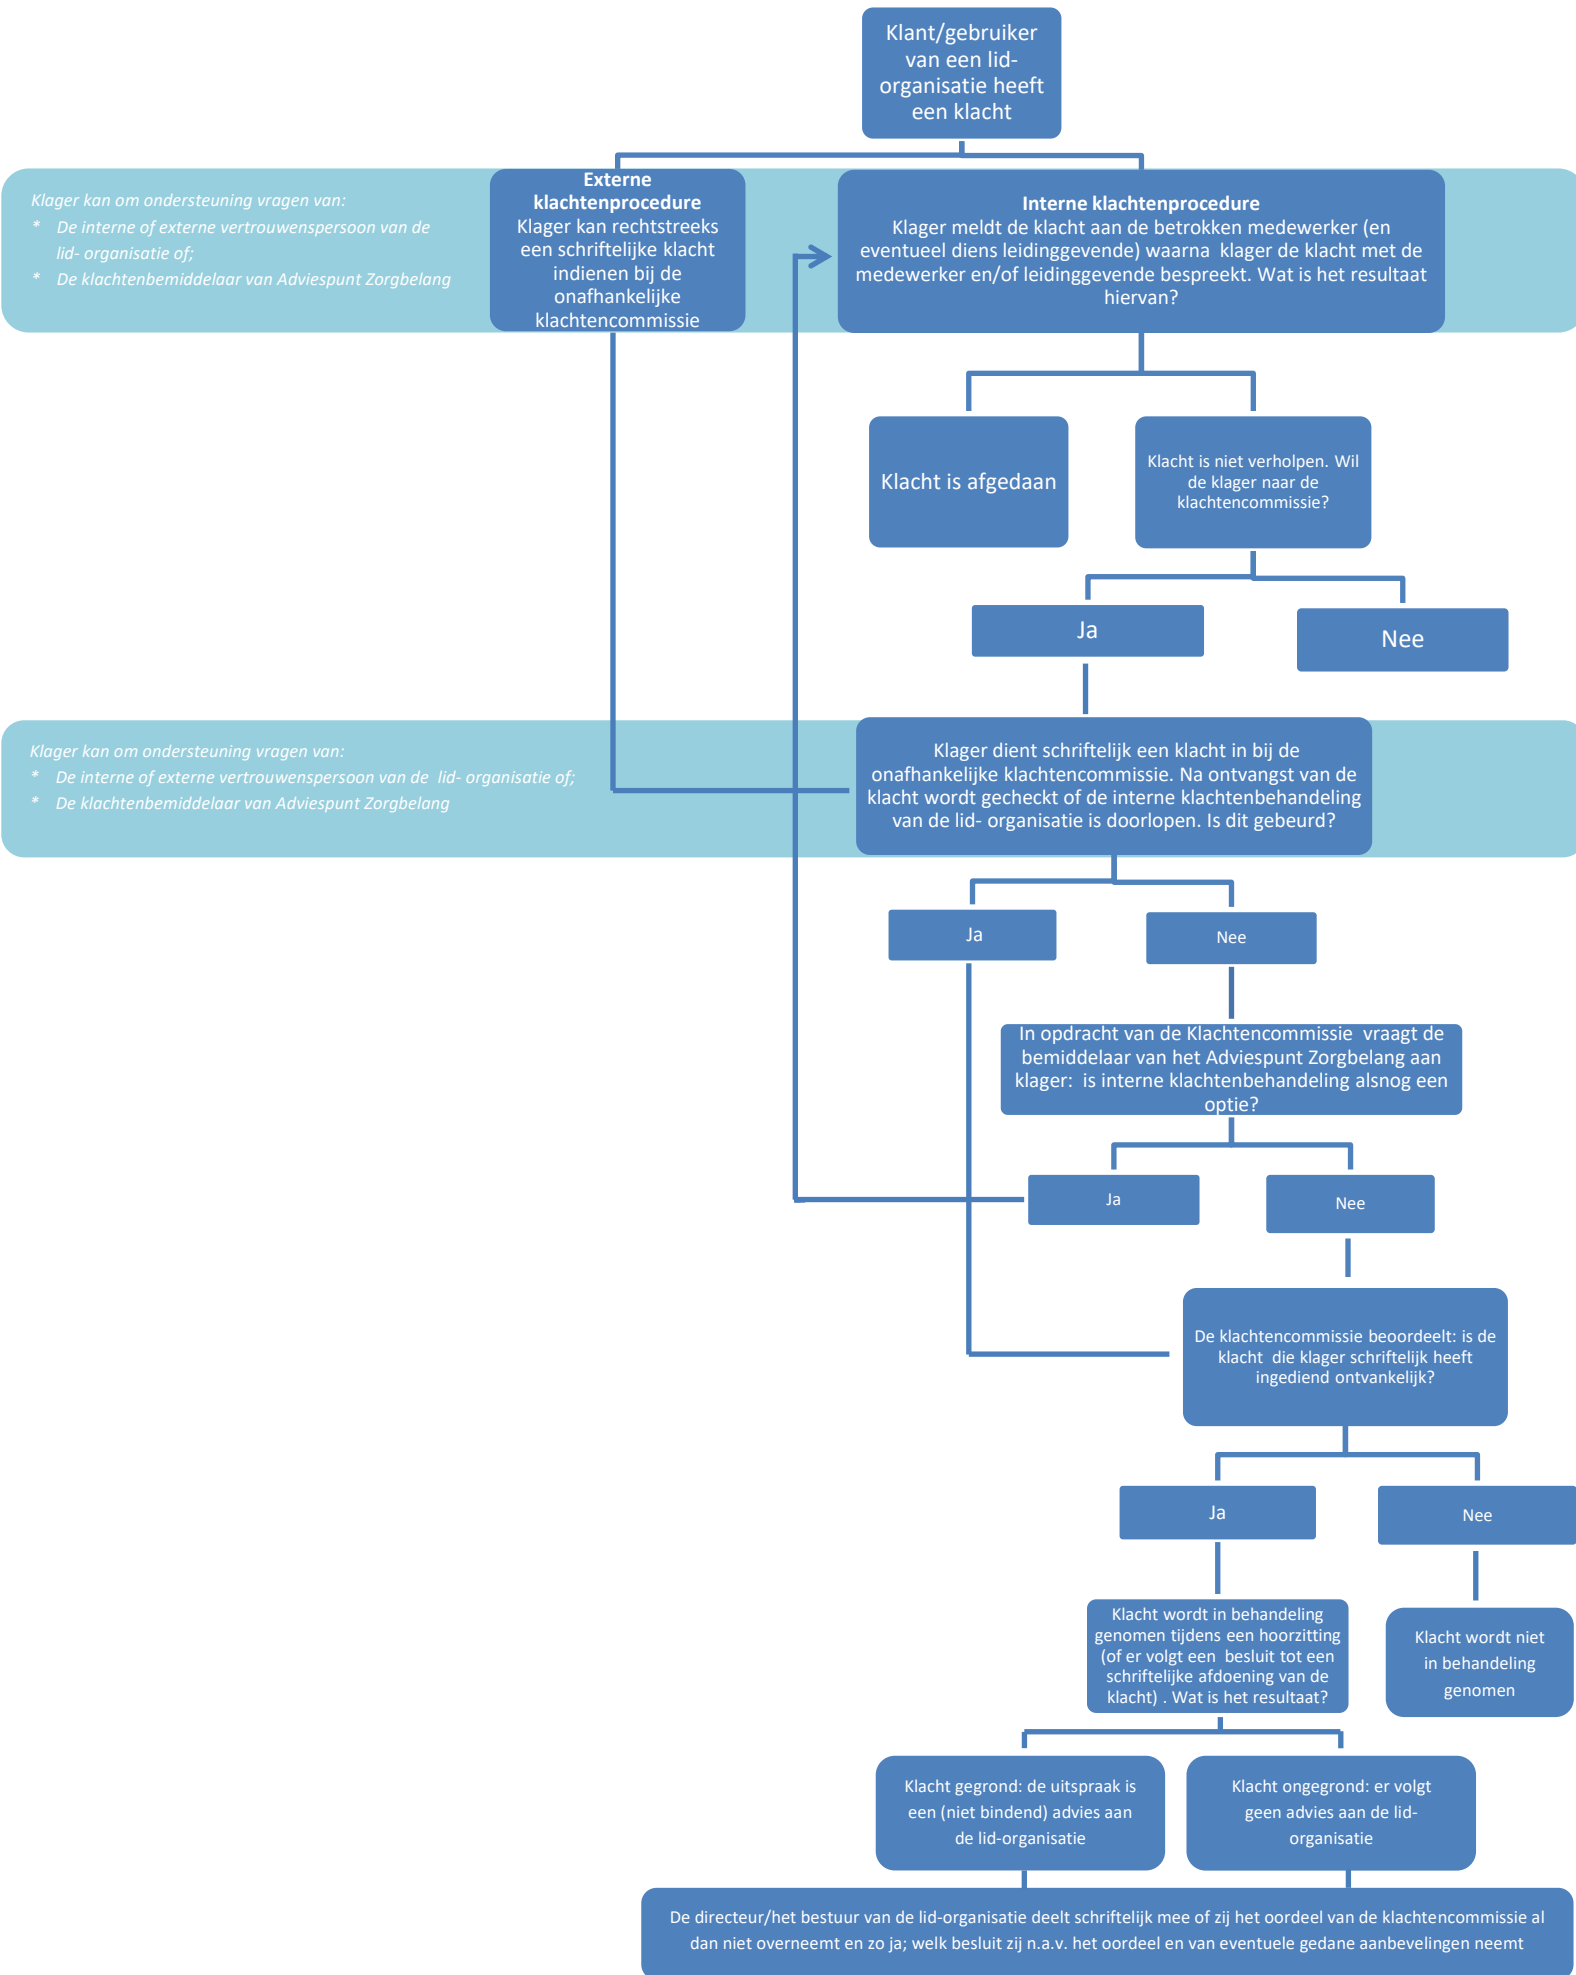 Klant/gebruiker
van een lid-
organisatie heeft
een klacht
Klager kan om ondersteuning vragen van:
* De interne of externe vertrouwenspersoon van de
lid- organisatie of;
* De klachtenbemiddelaar van Adviespunt Zorgbelang
Externe
klachtenprocedure
Klager kan rechtstreeks
een schriftelijke klacht
indienen bij de
onafhankelijke
klachtencommissie
Interne klachtenprocedure
Klager meldt de klacht aan de betrokken medewerker (en
eventueel diens leidinggevende) waarna klager de klacht met de
medewerker en/of leidinggevende bespreekt. Wat is het resultaat
hiervan?
Klacht is afgedaan
Klacht is niet verholpen. Wil
de klager naar de
klachtencommissie?
Ja
Nee
Klager kan om ondersteuning vragen van:
* De interne of externe vertrouwenspersoon van de lid- organisatie of;
* De klachtenbemiddelaar van Adviespunt Zorgbelang
Klager dient schriftelijk een klacht in bij de
onafhankelijke klachtencommissie. Na ontvangst van de
klacht wordt gecheckt of de interne klachtenbehandeling
van de lid- organisatie is doorlopen. Is dit gebeurd?
Ja
Nee
In opdracht van de Klachtencommissie vraagt de
bemiddelaar van het Adviespunt Zorgbelang aan
klager: is interne klachtenbehandeling alsnog een
optie?
Ja
Nee
De klachtencommissie beoordeelt: is de
klacht die klager schriftelijk heeft
ingediend ontvankelijk?
Ja
Nee
Klacht wordt in behandeling
genomen tijdens een hoorzitting
(of er volgt een besluit tot een
schriftelijke afdoening van de
klacht) . Wat is het resultaat?
Klacht wordt niet
in behandeling
genomen
Klacht gegrond: de uitspraak is
een (niet bindend) advies aan
de lid-organisatie
Klacht ongegrond: er volgt
geen advies aan de lid-
organisatie
De directeur/het bestuur van de lid-organisatie deelt schriftelijk mee of zij het oordeel van de klachtencommissie al
dan niet overneemt en zo ja; welk besluit zij n.a.v. het oordeel en van eventuele gedane aanbevelingen neemt